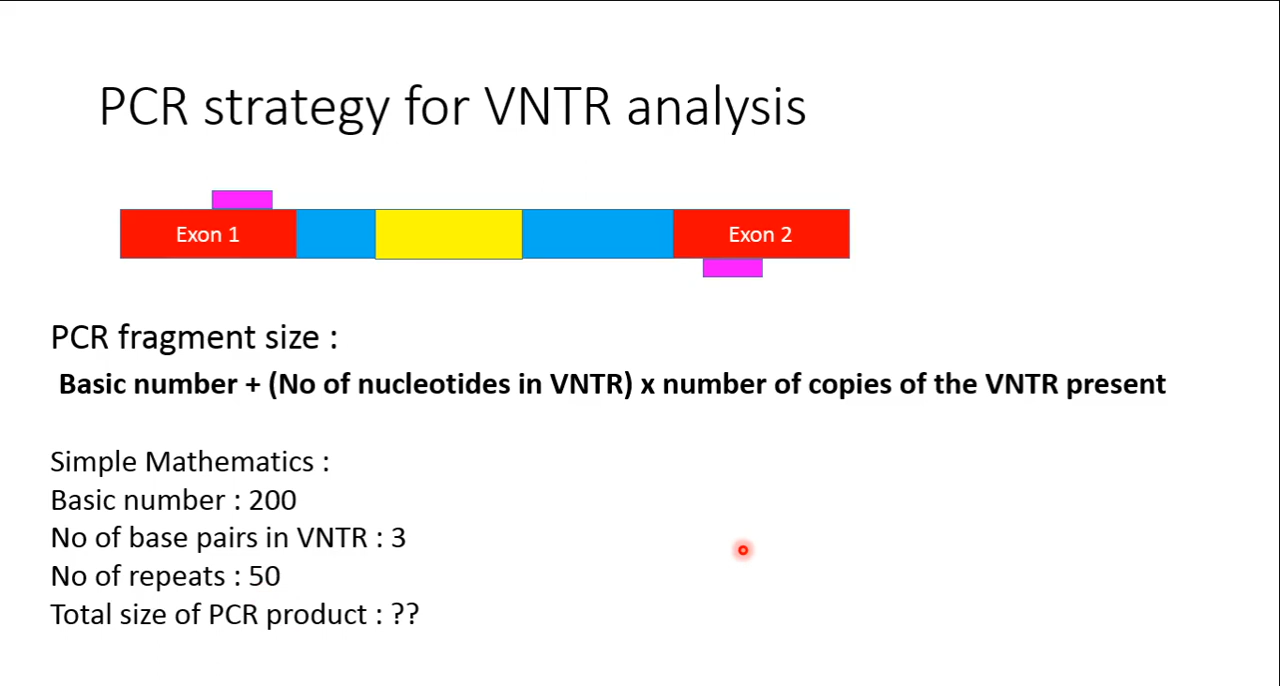 PCR strategy for VNTR analysis
Exon 1
Exon 2
PCR fragment size :
Basic number + (No of nucleotides in VNTR) x number of copies of the VNTR present
Simple Mathematics :
Basic number : 200
No of base pairs in VNTR : 3
No of repeats : 50
Total size of PCR product : ??